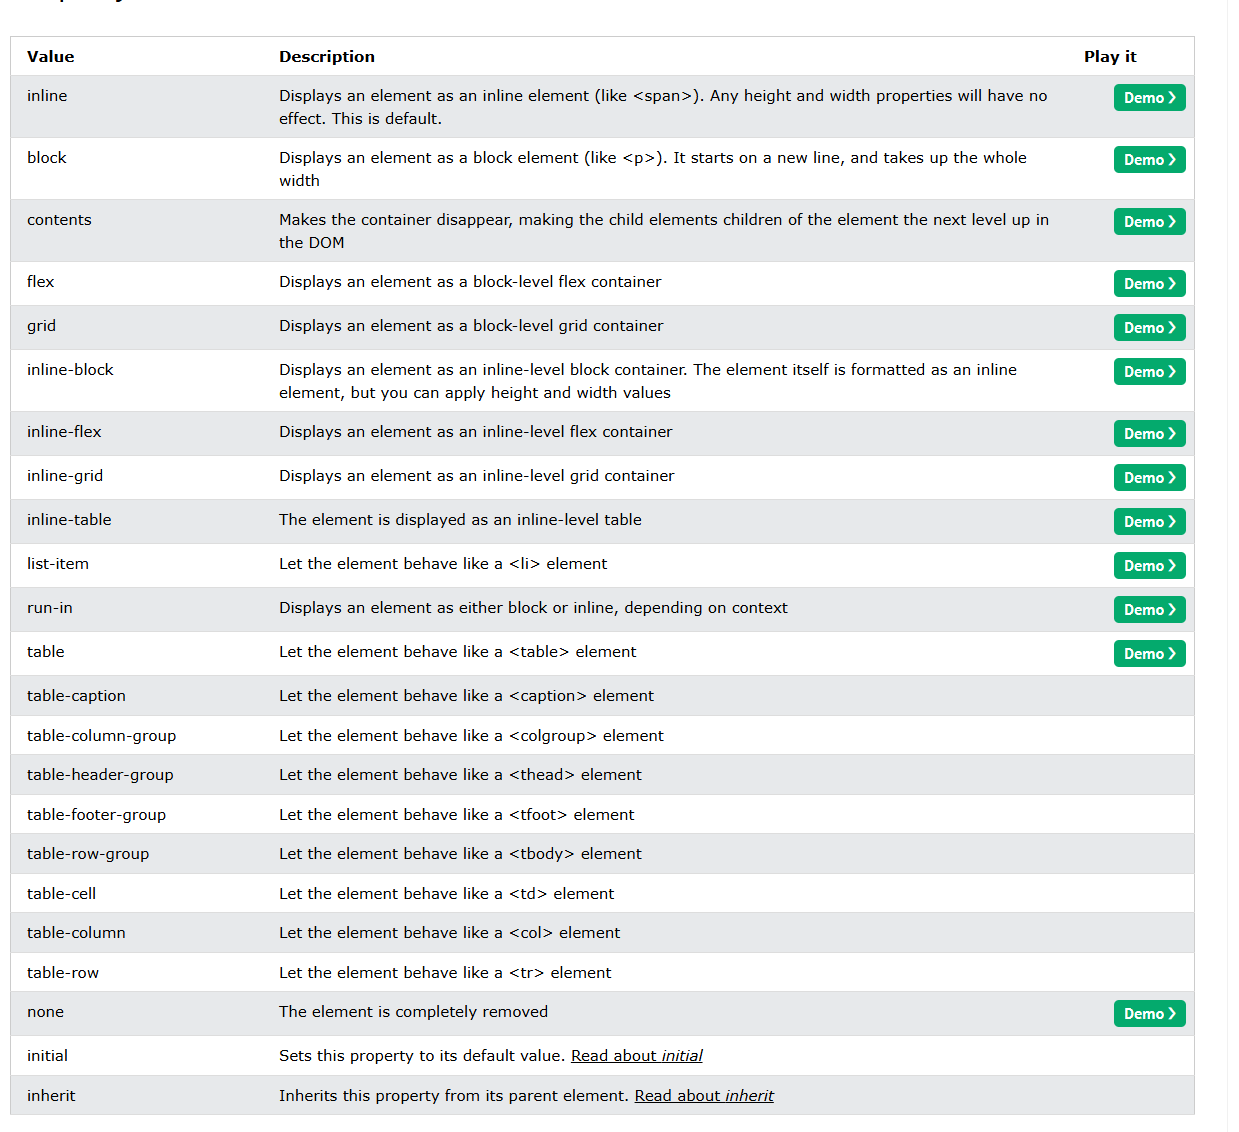 Value Description Play it
inline Displays an element as an inline element (like <span>). Any height and width properties will have no Demo ❯
effect. This is default.
block Displays an element as a block element (like <p>). It starts on a new line, and takes up the whole Demo ❯
width
contents Makes the container disappear, making the child elements children of the element the next level up in Demo ❯
the DOM
flex Displays an element as a block-level flex container Demo ❯
grid Displays an element as a block-level grid container Demo ❯
inline-block Displays an element as an inline-level block container. The element itself is formatted as an inline Demo ❯
element, but you can apply height and width values
inline-flex Displays an element as an inline-level flex container Demo ❯
inline-grid Displays an element as an inline-level grid container Demo ❯
inline-table The element is displayed as an inline-level table Demo ❯
list-item Let the element behave like a <li> element Demo ❯
run-in Displays an element as either block or inline, depending on context Demo ❯
table Let the element behave like a <table> element Demo ❯
table-caption Let the element behave like a <caption> element
table-column-group Let the element behave like a <colgroup> element
table-header-group Let the element behave like a <thead> element
table-footer-group Let the element behave like a <tfoot> element
table-row-group Let the element behave like a <tbody> element
table-cell Let the element behave like a <td> element
table-column Let the element behave like a <col> element
table-row Let the element behave like a <tr> element
none The element is completely removed Demo ❯
initial Sets this property to its default value. Read about initial
inherit Inherits this property from its parent element. Read about inherit